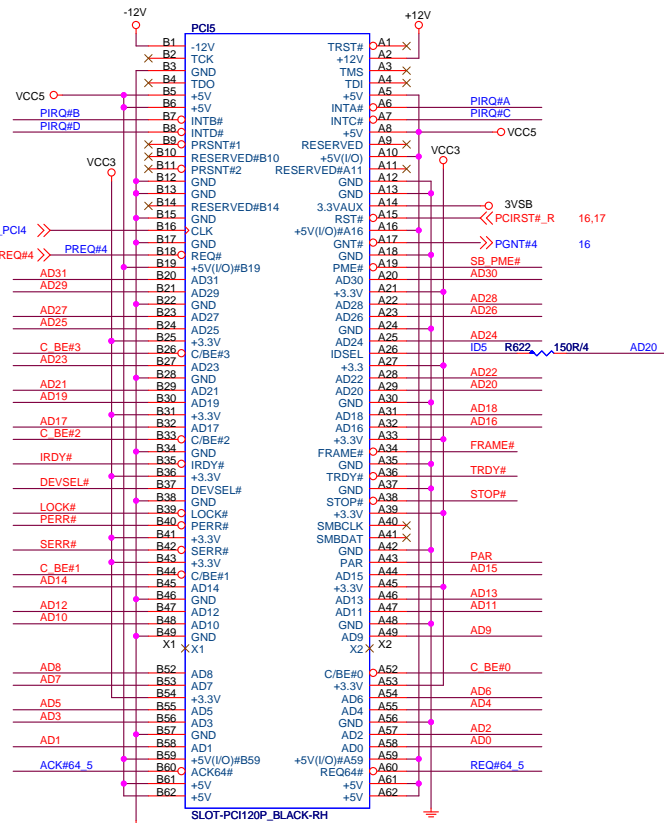 -12V +12V
PCI5
B1 -12V TRST# A1
B2 TCK +12V A2
B3 GND TMS A3
B4 TDO TDI A4
VCC5 B5 +5V +5V A5
B6 +5V INTA# A6 PIRQ#A
PIRQ#B B7 INTB# INTC# A7 PIRQ#C
PIRQ#D B8 INTD# +5V A8 VCC5
B9 PRSNT#1 RESERVED A9
B10 RESERVED#B10 +5V(I/O) A10
VCC3 B11 PRSNT#2 RESERVED#A11 A11 VCC3
B12 GND GND A12
B13 GND GND A13
B14 RESERVED#B14 3.3VAUX A14 3VSB
B15 GND RST# A15 PCIRST#_R 16,17
_PCI4 B16 CLK +5V(I/O)#A16 A16
B17 GND GNT# A17 PGNT#4 16
REQ#4 PREQ#4 B18 REQ# GND A18
B19 +5V(I/O)#B19 PME# A19 SB_PME#
AD31 B20 AD31 AD30 A20 AD30
AD29 B21 AD29 +3.3V A21
B22 GND AD28 A22 AD28
AD27 B23 AD27 AD26 A23 AD26
AD25 B24 AD25 GND A24
B25 +3.3V AD24 A25 AD24
C_BE#3 B26 C/BE#3 IDSEL A26 ID5 R622 150R/4 AD20
AD23 B27 AD23 +3.3 A27
B28 GND AD22 A28 AD22
AD21 B29 AD21 AD20 A29 AD20
AD19 B30 AD19 GND A30
B31 +3.3V AD18 A31 AD18
AD17 B32 AD17 AD16 A32 AD16
C_BE#2 B33 C/BE#2 +3.3V A33
B34 GND FRAME# A34 FRAME#
IRDY# B35 IRDY# GND A35
B36 +3.3V TRDY# A36 TRDY#
DEVSEL# B37 DEVSEL# GND A37
B38 GND STOP# A38 STOP#
LOCK# B39 LOCK# +3.3V A39
PERR# B40 PERR# SMBCLK A40
B41 +3.3V SMBDAT A41
SERR# B42 SERR# GND A42
B43 +3.3V PAR A43 PAR
C_BE#1 B44 C/BE#1 AD15 A44 AD15
AD14 B45 AD14 +3.3V A45
B46 GND AD13 A46 AD13
AD12 B47 AD12 AD11 A47 AD11
AD10 B48 AD10 GND A48
B49 GND AD9 A49 AD9
X1 X1 X2 X2
AD8 B52 AD8 C/BE#0 A52 C_BE#0
AD7 B53 AD7 +3.3V A53
B54 +3.3V AD6 A54 AD6
AD5 B55 AD5 AD4 A55 AD4
AD3 B56 AD3 GND A56
B57 GND AD2 A57 AD2
AD1 B58 AD1 AD0 A58 AD0
B59 +5V(I/O)#B59 +5V(I/O)#A59 A59
ACK#64_5 B60 ACK64# REQ64# A60 REQ#64_5
B61 +5V +5V A61
B62 +5V +5V A62
SLOT-PCI120P_BLACK-RH